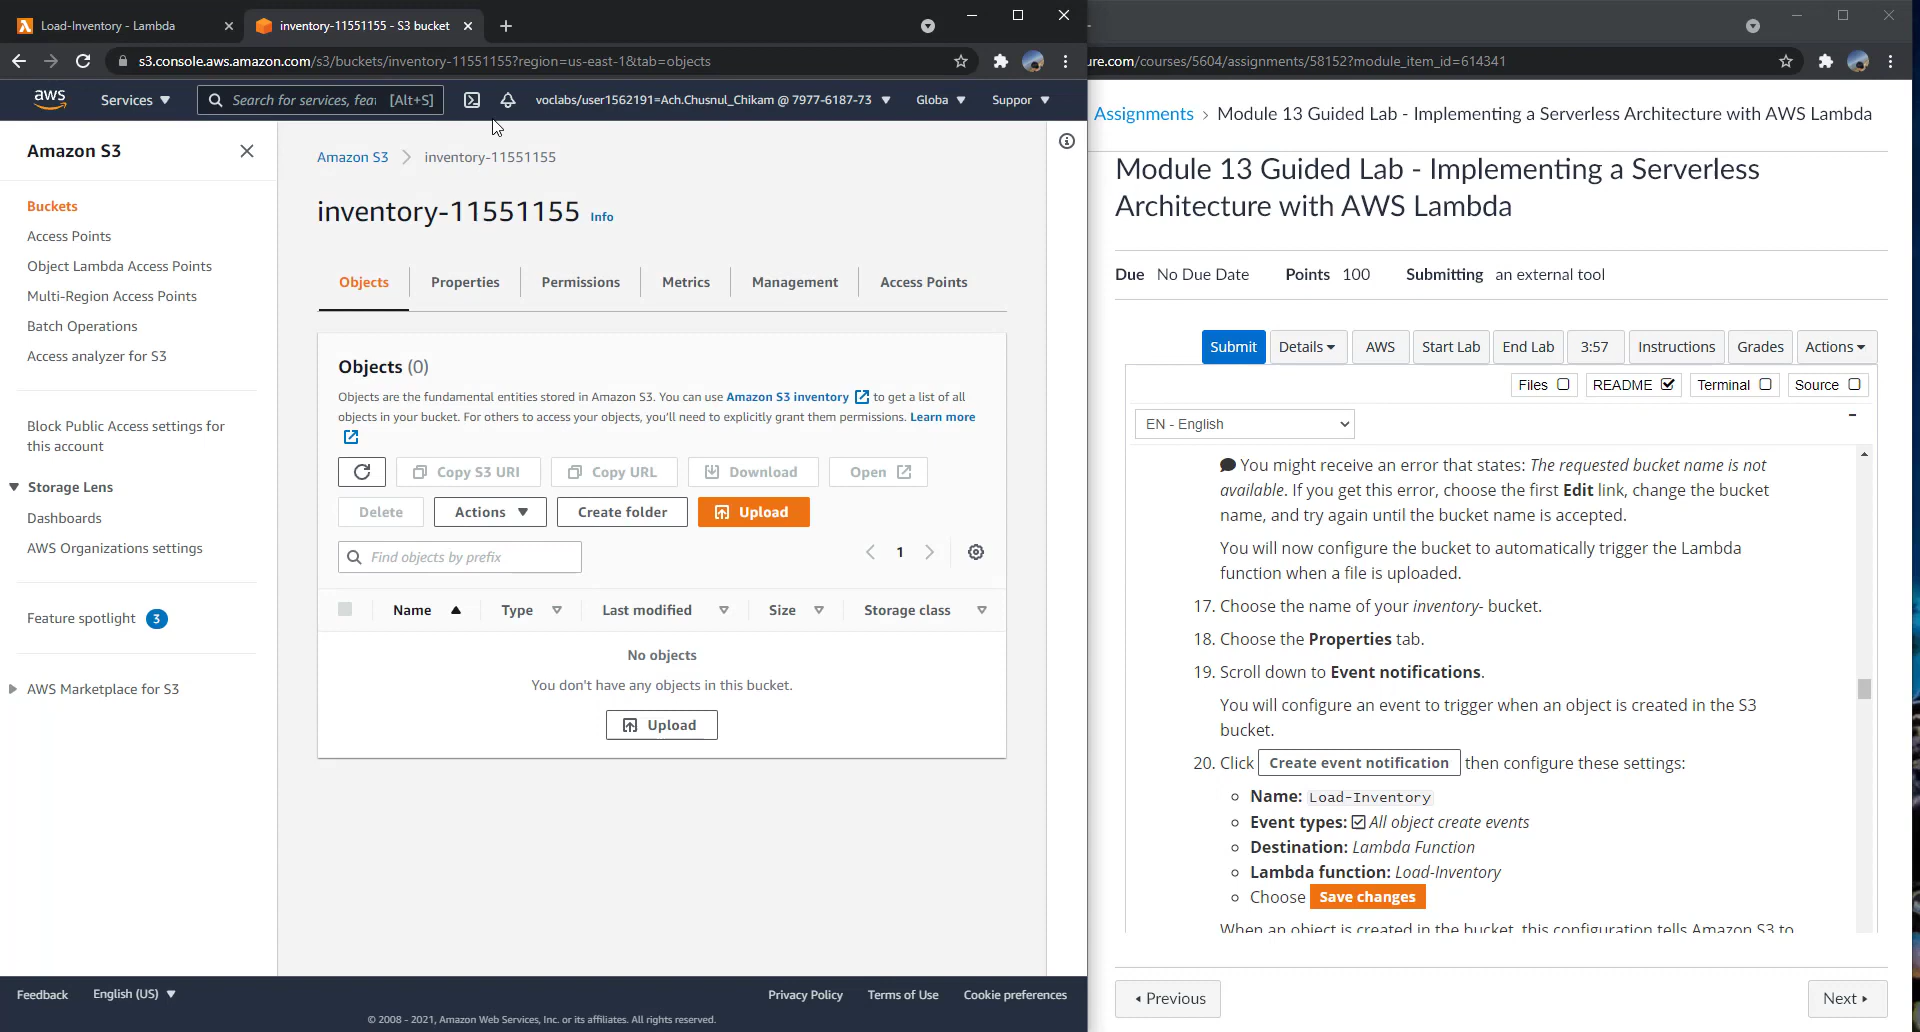 Load-Inventory - Lambda
inventory-11551155 - S3 bucket
s3.console.aws.amazon.com/s3/buckets/inventory-11551155?region=us-east-1&tab=objects
aws
Services
Search for services, feat
[Alt+S]
voclabs/user1562191=Ach.Chusnul_Chikam @ 7977-6187-73
Globa
Suppor
Amazon S3
Buckets
Access Points
Object Lambda Access Points
Multi-Region Access Points
Batch Operations
Access analyzer for S3
Block Public Access settings for
this account
Storage Lens
Dashboards
AWS Organizations settings
Feature spotlight 3
AWS Marketplace for S3
Amazon S3
inventory-11551155
inventory-11551155 Info
Objects
Properties
Permissions
Metrics
Management
Access Points
Objects (0)
Objects are the fundamental entities stored in Amazon S3. You can use Amazon S3 inventory to get a list of all
objects in your bucket. For others to access your objects, you'll need to explicitly grant them permissions. Learn more
Copy S3 URI
Copy URL
Download
Open
Delete
Actions
Create folder
Upload
Find objects by prefix
1
Name
Type
Last modified
Size
Storage class
No objects
You don't have any objects in this bucket.
Upload
Feedback
English (US)
Privacy Policy
Terms of Use
Cookie preferences
© 2008 - 2021, Amazon Web Services, Inc. or its affiliates. All rights reserved.
ure.com/courses/5604/assignments/58152?module_item_id=614341
Assignments › Module 13 Guided Lab - Implementing a Serverless Architecture with AWS Lambda
Module 13 Guided Lab - Implementing a Serverless
Architecture with AWS Lambda
Due No Due Date Points 100 Submitting an external tool
Submit
Details
AWS
Start Lab
End Lab
3:57
Instructions
Grades
Actions
Files
README
Terminal
Source
EN - English
You might receive an error that states: The requested bucket name is not
available. If you get this error, choose the first Edit link, change the bucket
name, and try again until the bucket name is accepted.
You will now configure the bucket to automatically trigger the Lambda
function when a file is uploaded.
17. Choose the name of your inventory- bucket.
18. Choose the Properties tab.
19. Scroll down to Event notifications.
You will configure an event to trigger when an object is created in the S3
bucket.
20. Click Create event notification then configure these settings:
Name: Load-Inventory
Event types: All object create events
Destination: Lambda Function
Lambda function: Load-Inventory
Choose Save changes
When an object is created in the bucket, this configuration tells Amazon S3 to
Previous
Next